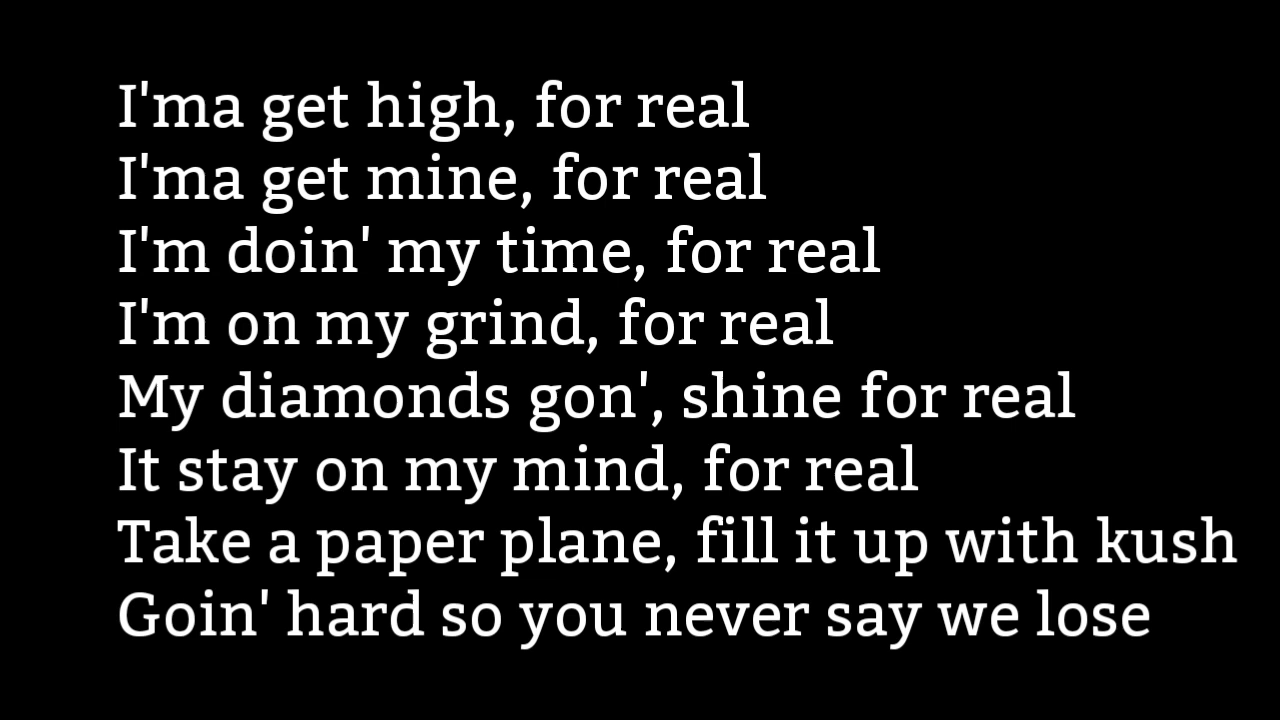 I'ma get high, for real
I'ma get mine, for real
I'm doin' my time, for real
I'm on my grind, for real
My diamonds gon', shine for real
It stay on my mind, for real
Take a paper plane, fill it up with kush
Goin' hard so you never say we lose